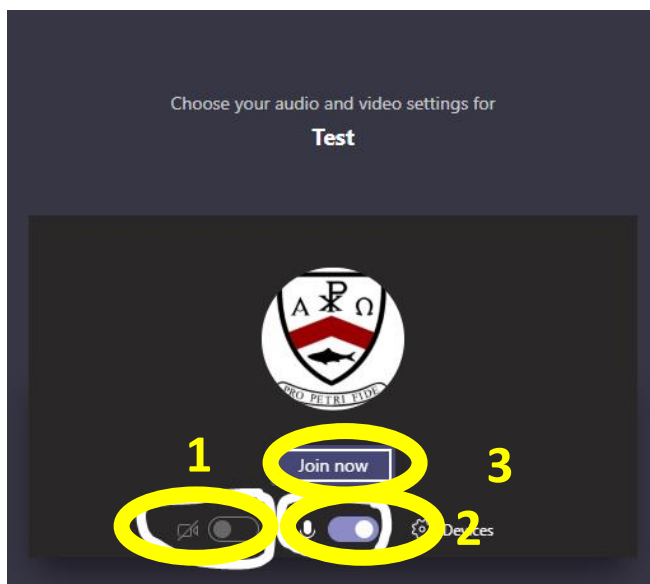 Choose your audio and video settings for
Test
Α Ρ Ω
PRO PETRI FIDE
1
Join now
3
2
Devices